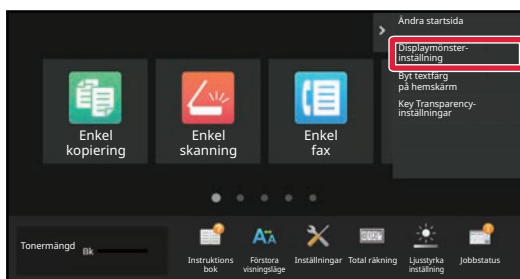 Ändra startsida
Displaymönster-
inställning
Byt textfärg
på hemskärm
Key Transparency-
inställningar
Enkel
kopiering
Enkel
skanning
Enkel
fax
Tonermängd
Bk
Instruktions
bok
Förstora
visningsläge
Inställningar
Total räkning
Ljusstyrka
inställning
Jobbstatus